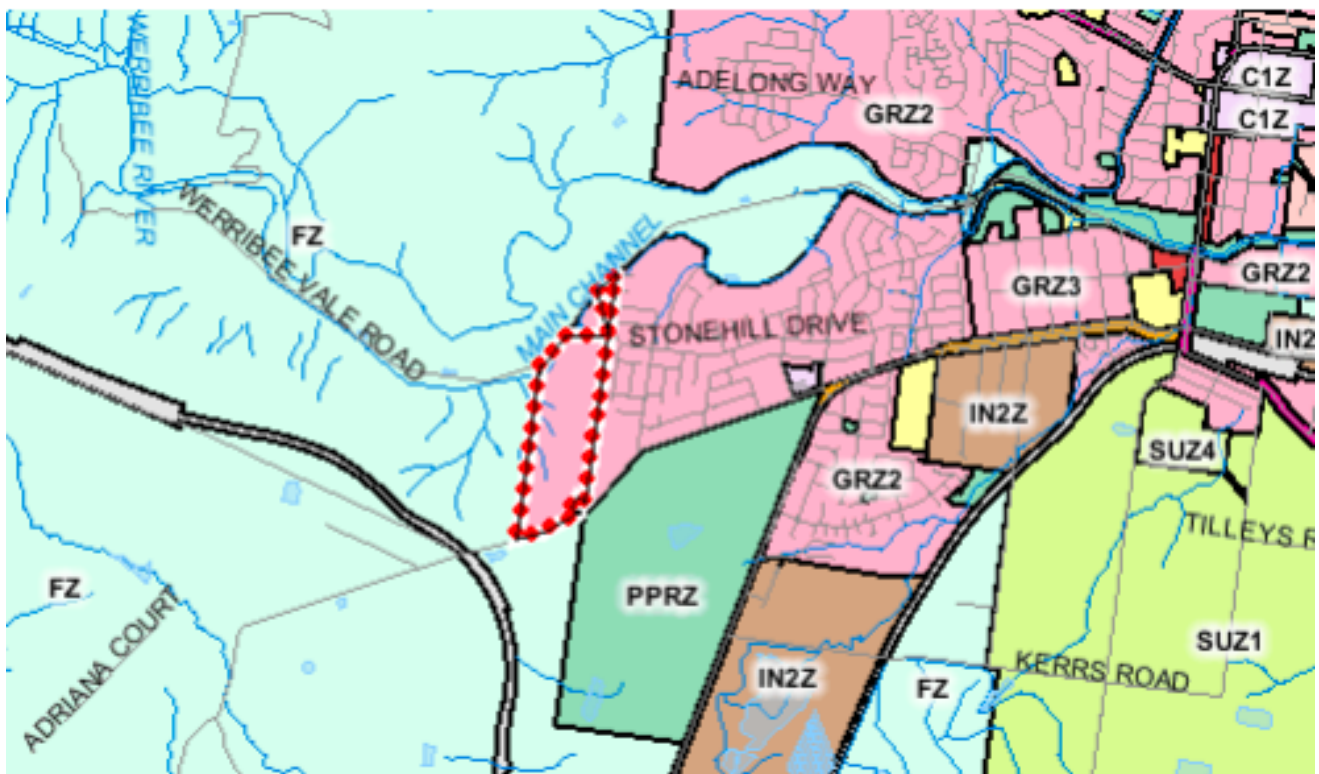 WERRIBEE RIVER
ADELONG WAY
GRZ2
C1Z
C1Z
WERRIBEE VALE ROAD
FZ
MAIN CHANNEL
STONEHILL DRIVE
GRZ3
GRZ2
IN2
IN2Z
SUZ4
GRZ2
TILLEYS R
FZ
ADRIANA COURT
PPRZ
SUZ1
KERRS ROAD
IN2Z
FZ